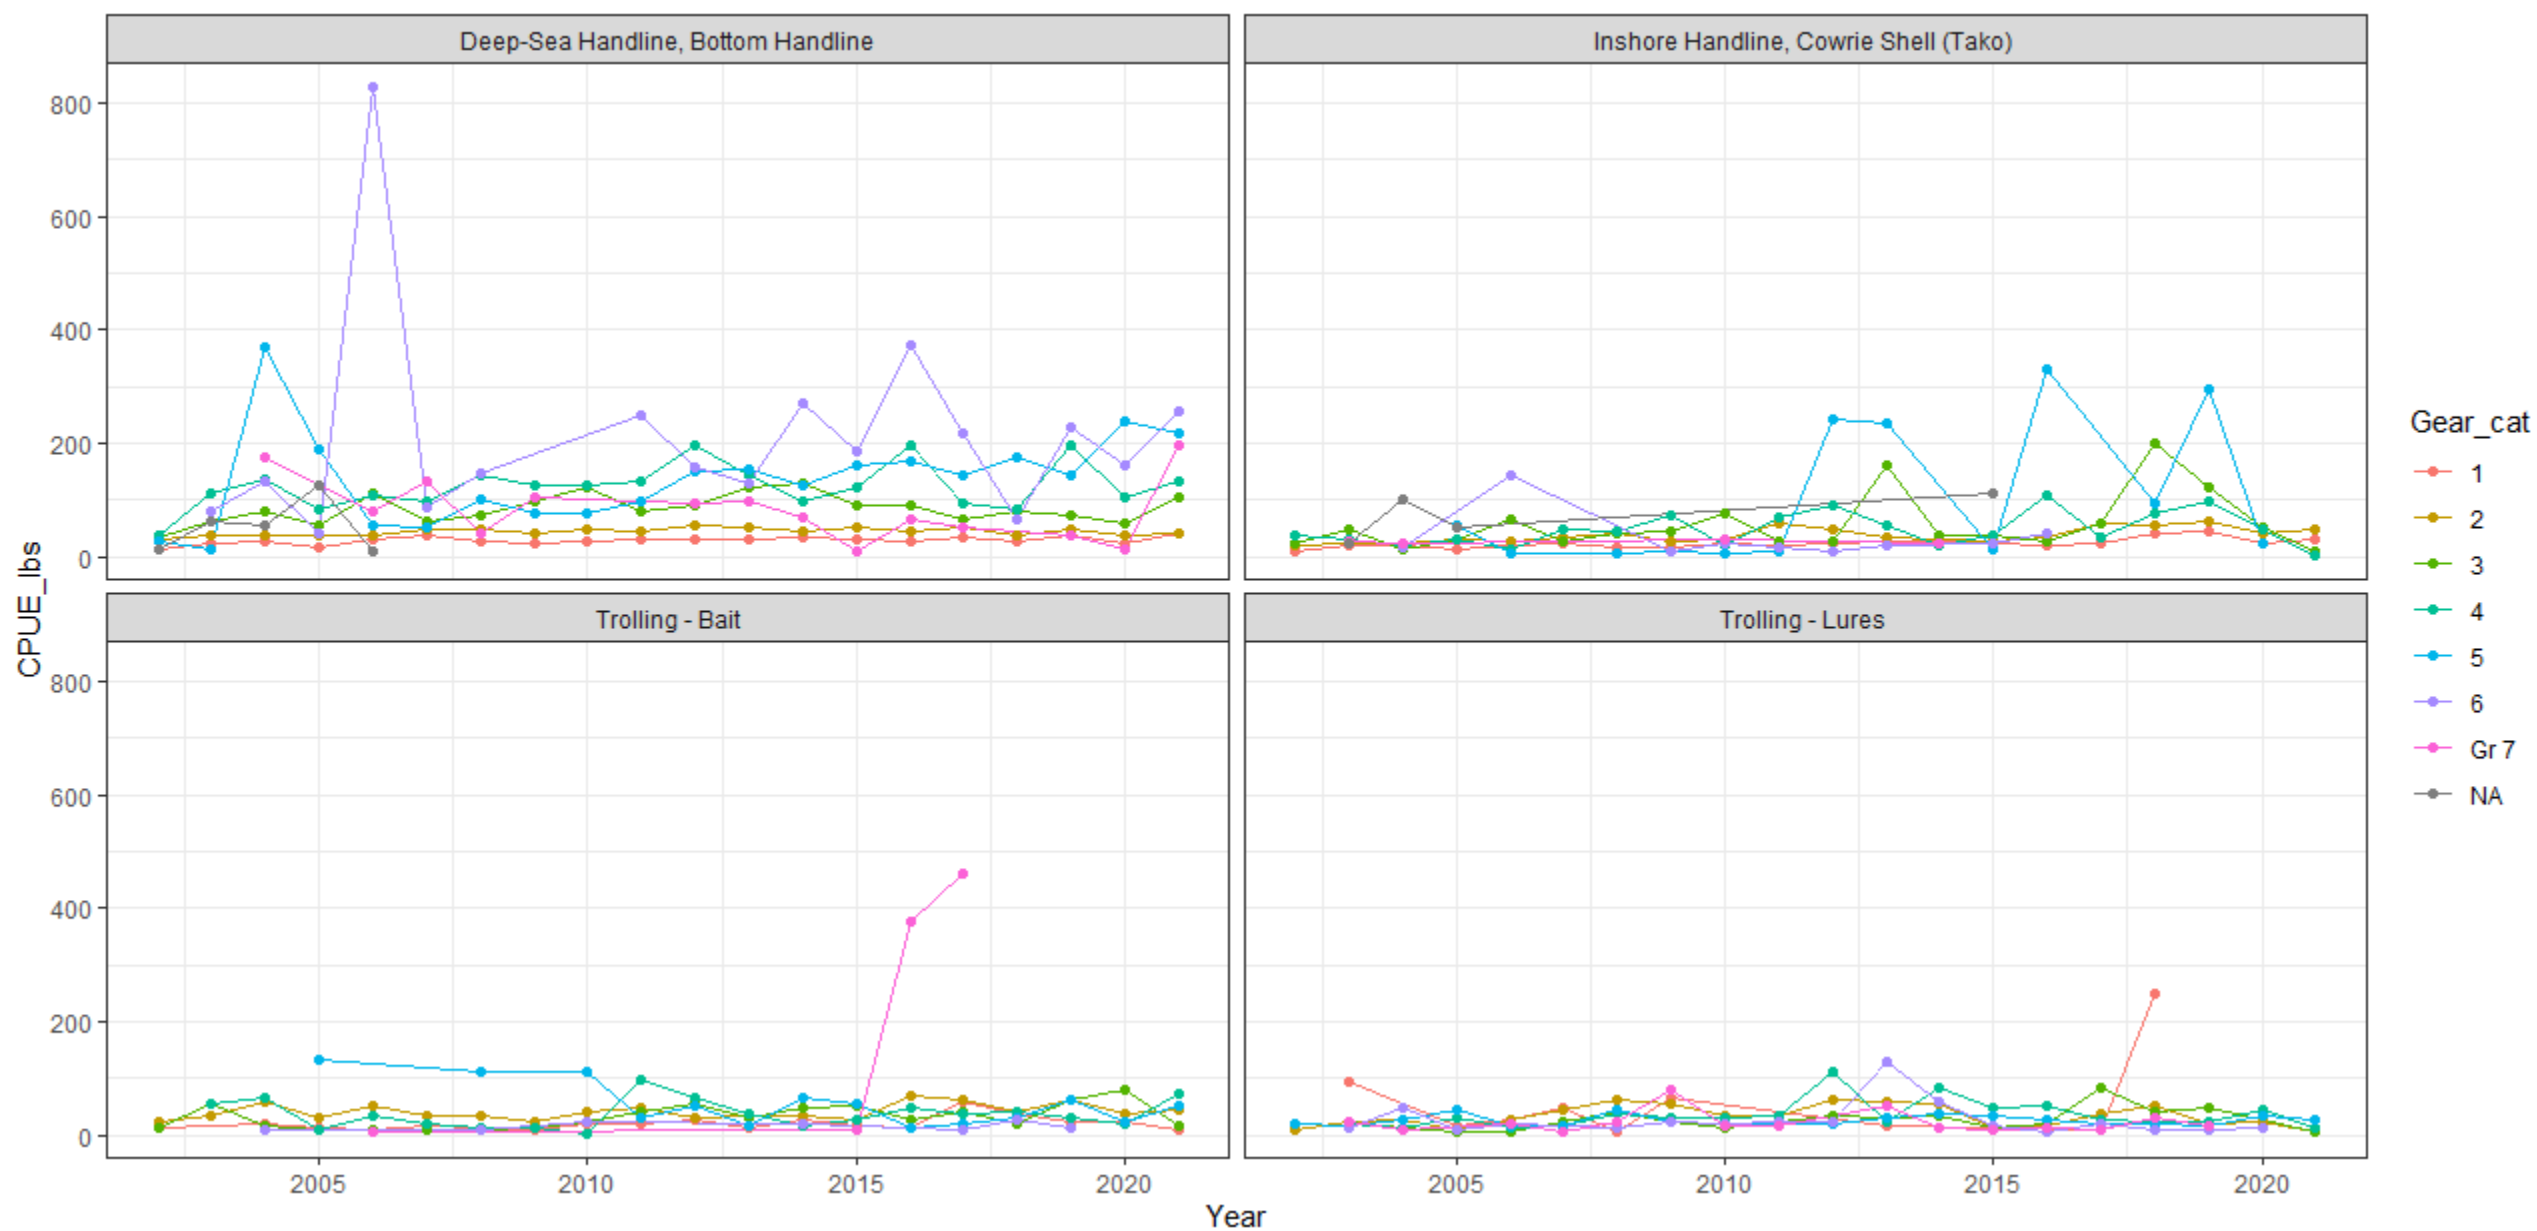 Deep-Sea Handline, Bottom Handline
Inshore Handline, Cowrie Shell (Tako)
800
600
400
200
0
Trolling - Bait
Trolling - Lures
800
600
400
200
0
CPUE_lbs
2005
2010
2015
2020
2005
2010
2015
2020
Year
Gear_cat
1
2
3
4
5
6
Gr 7
NA